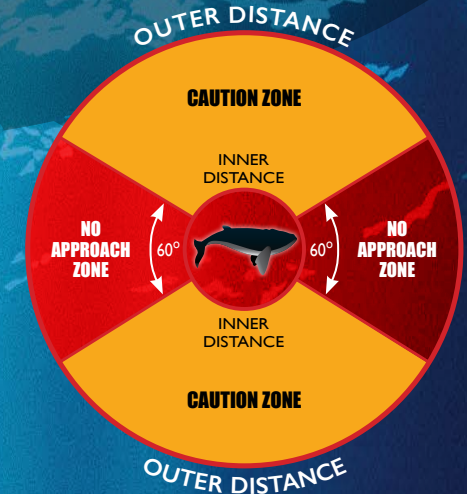 OUTER DISTANCE
CAUTION ZONE
INNER
DISTANCE
NO
APPROACH
ZONE
60°
60°
NO
APPROACH
ZONE
INNER
DISTANCE
CAUTION ZONE
OUTER DISTANCE